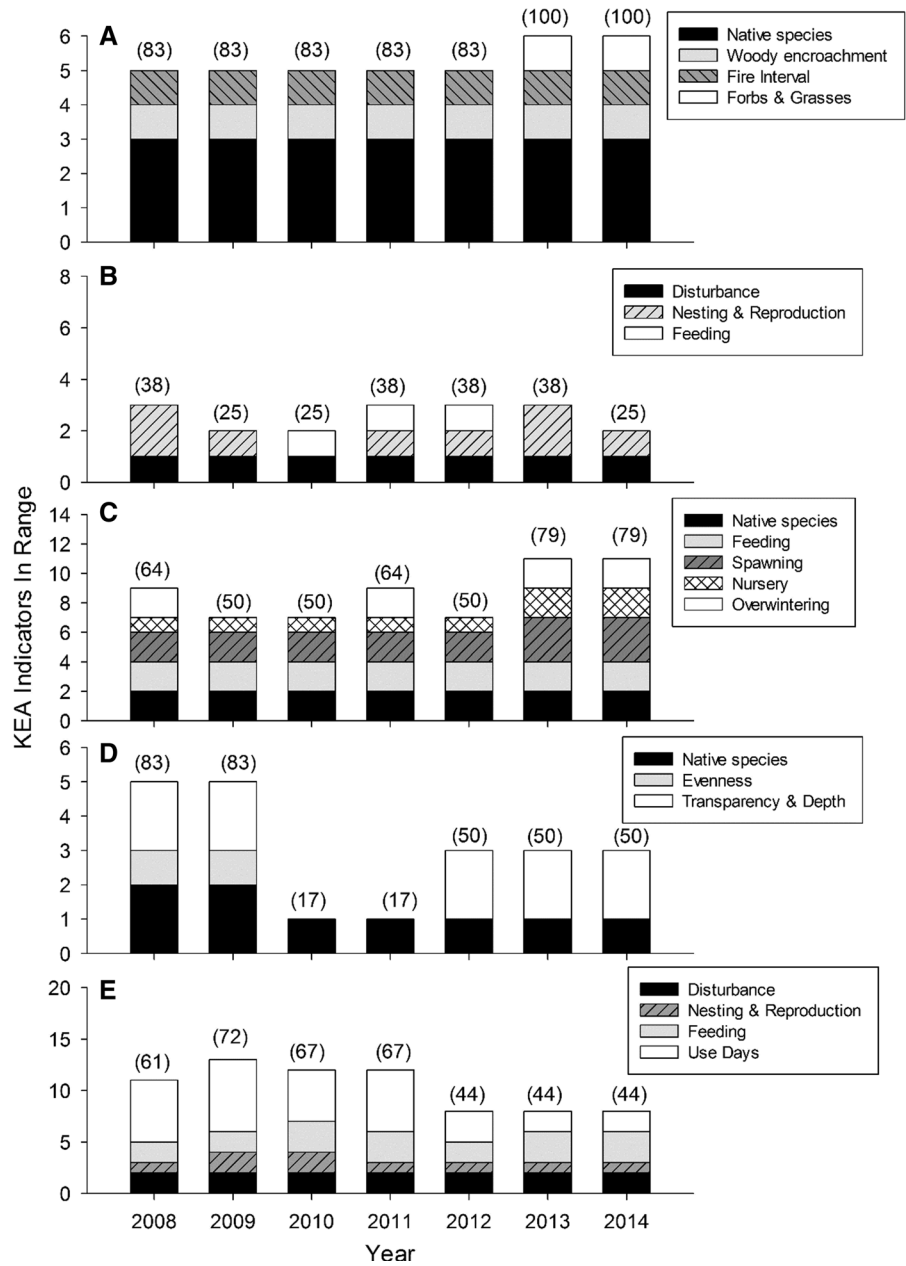 A
(83) (83) (83) (83) (83) (100) (100)
6
5
4
3
2
1
0
Native species
Woody encroachment
Fire Interval
Forbs & Grasses
B
8
6
4
2
0
(38) (25) (25) (38) (38) (38) (25)
Disturbance
Nesting & Reproduction
Feeding
KEA Indicators In Range
C
14
12
10
8
6
4
2
0
(64) (50) (50) (64) (50) (79) (79)
Native species
Feeding
Spawning
Nursery
Overwintering
D
6
5
4
3
2
1
0
(83) (83) (17) (17) (50) (50) (50)
Native species
Evenness
Transparency & Depth
E
20
15
10
5
0
(61) (72) (67) (67) (44) (44) (44)
Disturbance
Nesting & Reproduction
Feeding
Use Days
2008 2009 2010 2011 2012 2013 2014
Year